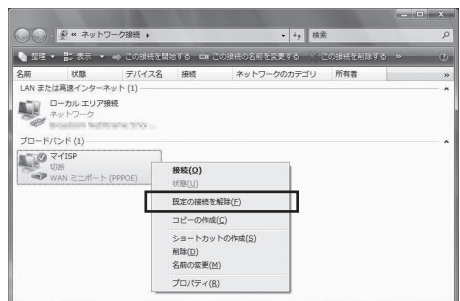 « ネットワーク接続
検索
整理 表示 この接続を開始する この接続の名前を変更する この接続を削除する »
名前 状態 デバイス名 接続 ネットワークのカテゴリ 所有者 »
LAN または高速インターネット (1)
ローカル エリア接続
ネットワーク
ブロードバンド (1)
マイISP
切断
WAN ミニポート (PPPOE)
接続(O)
状態(U)
既定の接続を解除(F)
コピーの作成(C)
ショートカットの作成(S)
削除(D)
名前の変更(M)
プロパティ(R)